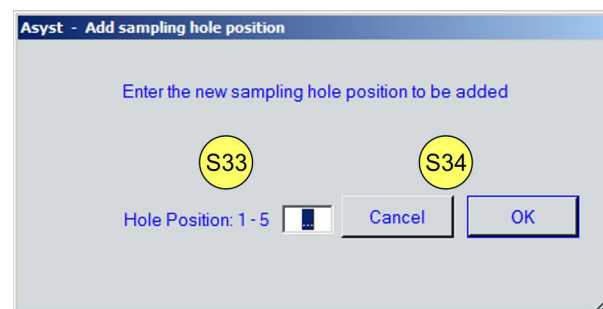 Asyst - Add sampling hole position
Enter the new sampling hole position to be added
S33 S34
Hole Position: 1 - 5 ... Cancel OK